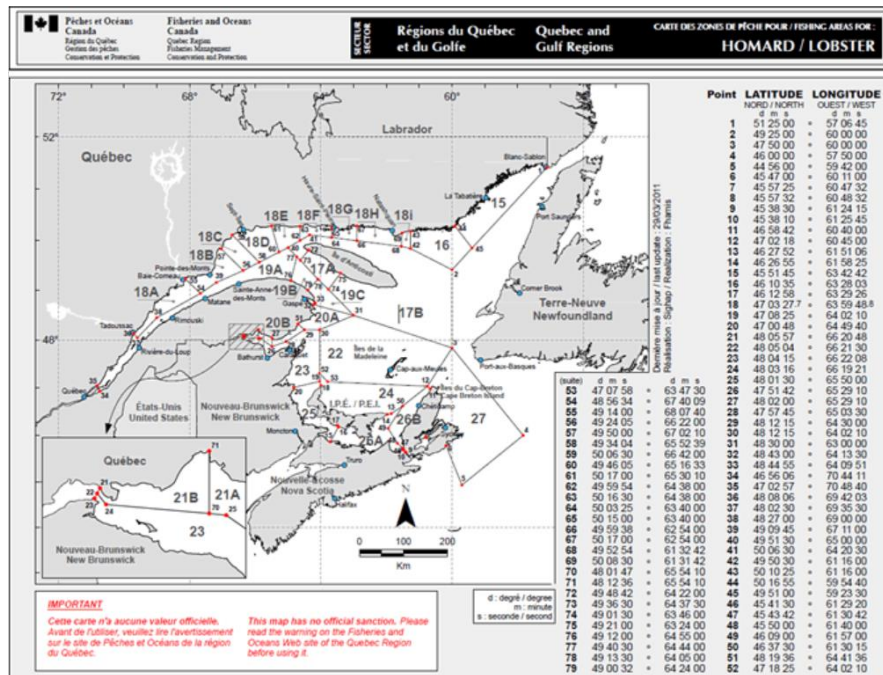 Pêches et Océans
Canada
Région du Québec
Gestion des pêches
Conservation et Protection
Fisheries and Oceans
Canada
Quebec Region
Fisheries Management
Conservation and Protection
SECTEUR
SECTOR
Régions du Québec
et du Golfe
Quebec and
Gulf Regions
CARTE DES ZONES DE PÊCHE POUR / FISHING AREAS FOR :
HOMARD / LOBSTER
72° 68° 64° 60°
52°
48°
Labrador
Québec
Blanc-Sablon
La Tabatière
Port Saunders
Corner Brook
Terre-Neuve
Newfoundland
Port-aux-Basques
15
16
17A
17B
18A
18B
18C
18D
18E
18F
18G
18H
18i
19A
19B
19C
20A
20B
22
23
24
25
26A
26B
27
Île d'Anticosti
Pointe-des-Monts
Baie-Comeau
Sainte-Anne-
des-Monts
Matane
Rimouski
Gaspé
Tadoussac
Rivière-du-Loup
Québec
Bathurst
Îles de la
Madeleine
Cap-aux-Meules
Île du Cap-Breton
Cape Breton Isle
Chéticamp
Sydney
États-Unis
United States
Nouveau-Brunswick
New Brunswick
I.P.É. / P.E.I.
Moncton
Truro
Nouvelle-Écosse
Nova Scotia
Halifax
N
0 100 200
Km
Québec
71
21
22
23
24
21B
21A
23
70
25
Nouveau-Brunswick
New Brunswick
Dernière mise à jour / last update : 29/03/2011
IMPORTANT
Cette carte n'a aucune valeur officielle.
Avant de l'utiliser, veuillez lire l'avertissement
sur le site de Pêches et Océans de la région
du Québec.
This map has no official sanction. Please
read the warning on the Fisheries and
Oceans Web site of the Quebec Region
before using it.
d : degré / degree
m : minute
s : seconde / second
Point LATITUDE LONGITUDE
NORD / NORTH OUEST / WEST
d m s d m s
1 51 25 00 57 06 45
2 49 25 00 60 00 00
3 47 50 00 60 00 00
4 46 00 00 57 50 00
5 44 56 00 59 42 00
6 45 47 00 60 11 00
7 45 57 25 60 47 32
8 45 57 32 60 48 32
9 45 38 30 61 24 15
10 45 38 10 61 25 45
11 46 58 42 60 40 00
12 47 02 18 60 45 00
13 46 27 52 61 51 06
14 46 26 55 61 58 25
15 45 51 45 63 42 42
16 46 10 35 63 28 03
17 46 12 58 63 29 26
18 47 03 27.7 63 59 48.8
19 47 08 25 64 02 10
20 47 00 48 64 49 40
21 48 05 57 66 20 48
22 48 05 04 66 21 30
23 48 04 15 66 22 08
24 48 03 16 66 19 21
25 48 01 30 65 50 00
26 47 51 42 65 29 10
27 48 02 00 65 29 10
28 47 57 45 65 03 30
29 48 12 15 64 30 00
30 48 12 15 64 02 10
31 48 30 00 63 00 00
32 48 43 00 64 13 30
33 48 44 55 64 09 51
34 46 56 06 70 44 11
35 47 02 57 70 48 40
36 48 08 06 69 42 03
37 48 02 30 69 35 30
38 48 27 00 69 00 00
39 49 09 45 67 11 00
40 49 51 30 65 00 00
41 50 06 30 64 20 30
42 49 50 30 61 16 00
43 50 10 25 61 16 00
44 50 16 55 59 54 40
45 49 51 00 59 23 30
46 45 41 30 61 29 20
47 45 43 42 61 30 42
48 45 50 00 61 40 00
49 46 09 00 61 57 00
50 46 37 30 61 30 15
51 48 19 36 64 41 36
52 47 18 25 64 02 10
(suite) d m s d m s
53 47 07 58 63 47 30
54 48 56 34 67 40 09
55 49 14 00 68 07 40
56 49 24 05 66 22 00
57 49 50 00 67 02 10
58 49 34 04 65 52 39
59 50 06 30 66 42 00
60 49 46 05 65 16 33
61 50 17 00 65 30 10
62 49 59 54 64 38 00
63 50 16 30 64 38 00
64 50 03 25 63 40 00
65 50 15 00 63 40 00
66 49 59 38 62 54 00
67 50 17 00 62 54 00
68 49 52 54 61 32 42
69 50 08 30 61 31 42
70 48 01 47 65 54 10
71 48 12 36 65 54 10
72 49 48 42 64 22 00
73 49 36 30 64 37 30
74 49 01 30 63 46 00
75 49 21 00 63 24 00
76 49 12 00 64 55 00
77 49 40 30 64 44 00
78 49 13 30 64 05 00
79 49 00 32 64 24 00